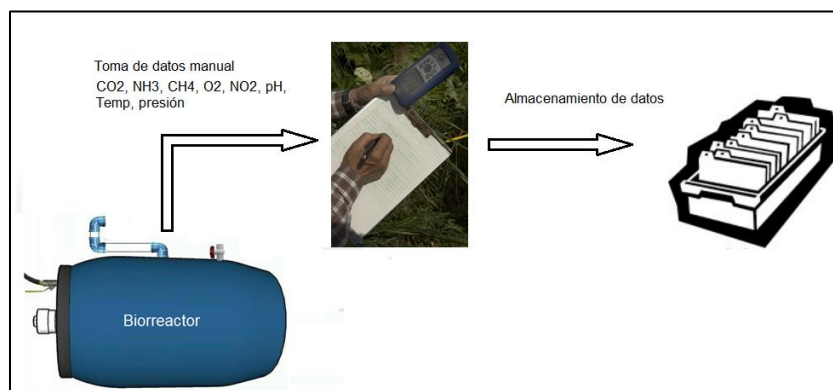 Toma de datos manual
CO2, NH3, CH4, O2, NO2, pH,
Temp, presión
Almacenamiento de datos
Biorreactor